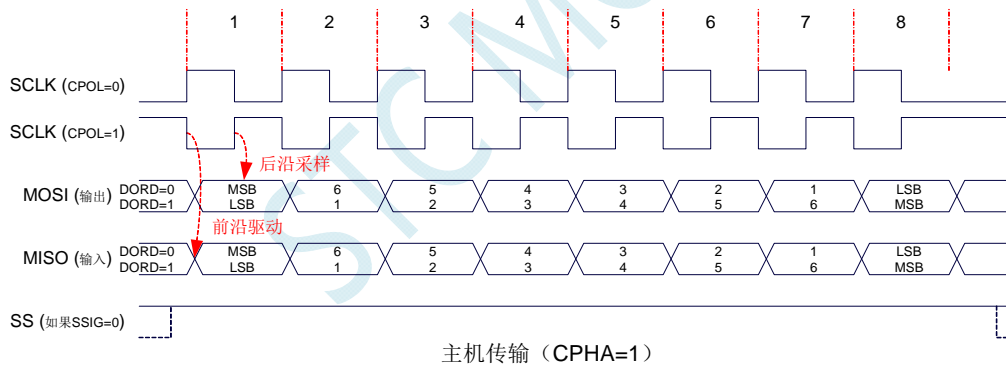 1 2 3 4 5 6 7 8
SCLK (CPOL=0)
SCLK (CPOL=1)
后沿采样
MOSI (输出) DORD=0 MSB 6 5 4 3 2 1 LSB
DORD=1 LSB 1 2 3 4 5 6 MSB
前沿驱动
MISO (输入) DORD=0 MSB 6 5 4 3 2 1 LSB
DORD=1 LSB 1 2 3 4 5 6 MSB
SS (如果SSIG=0)
主机传输（CPHA=1）
STC M